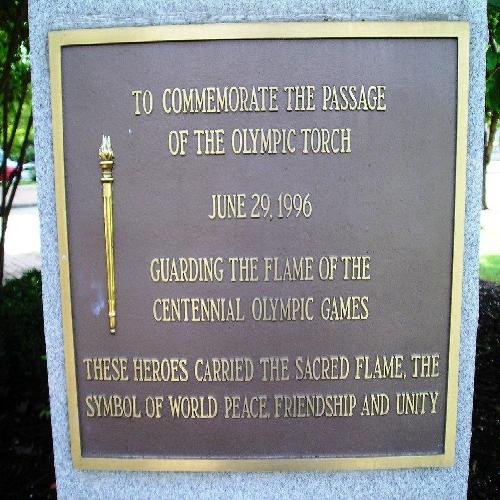 TO COMMEMORATE THE PASSAGE
OF THE OLYMPIC TORCH
JUNE 29, 1996
GUARDING THE FLAME OF THE
CENTENNIAL OLYMPIC GAMES
THESE HEROES CARRIED THE SACRED FLAME, THE
SYMBOL OF WORLD PEACE, FRIENDSHIP AND UNITY